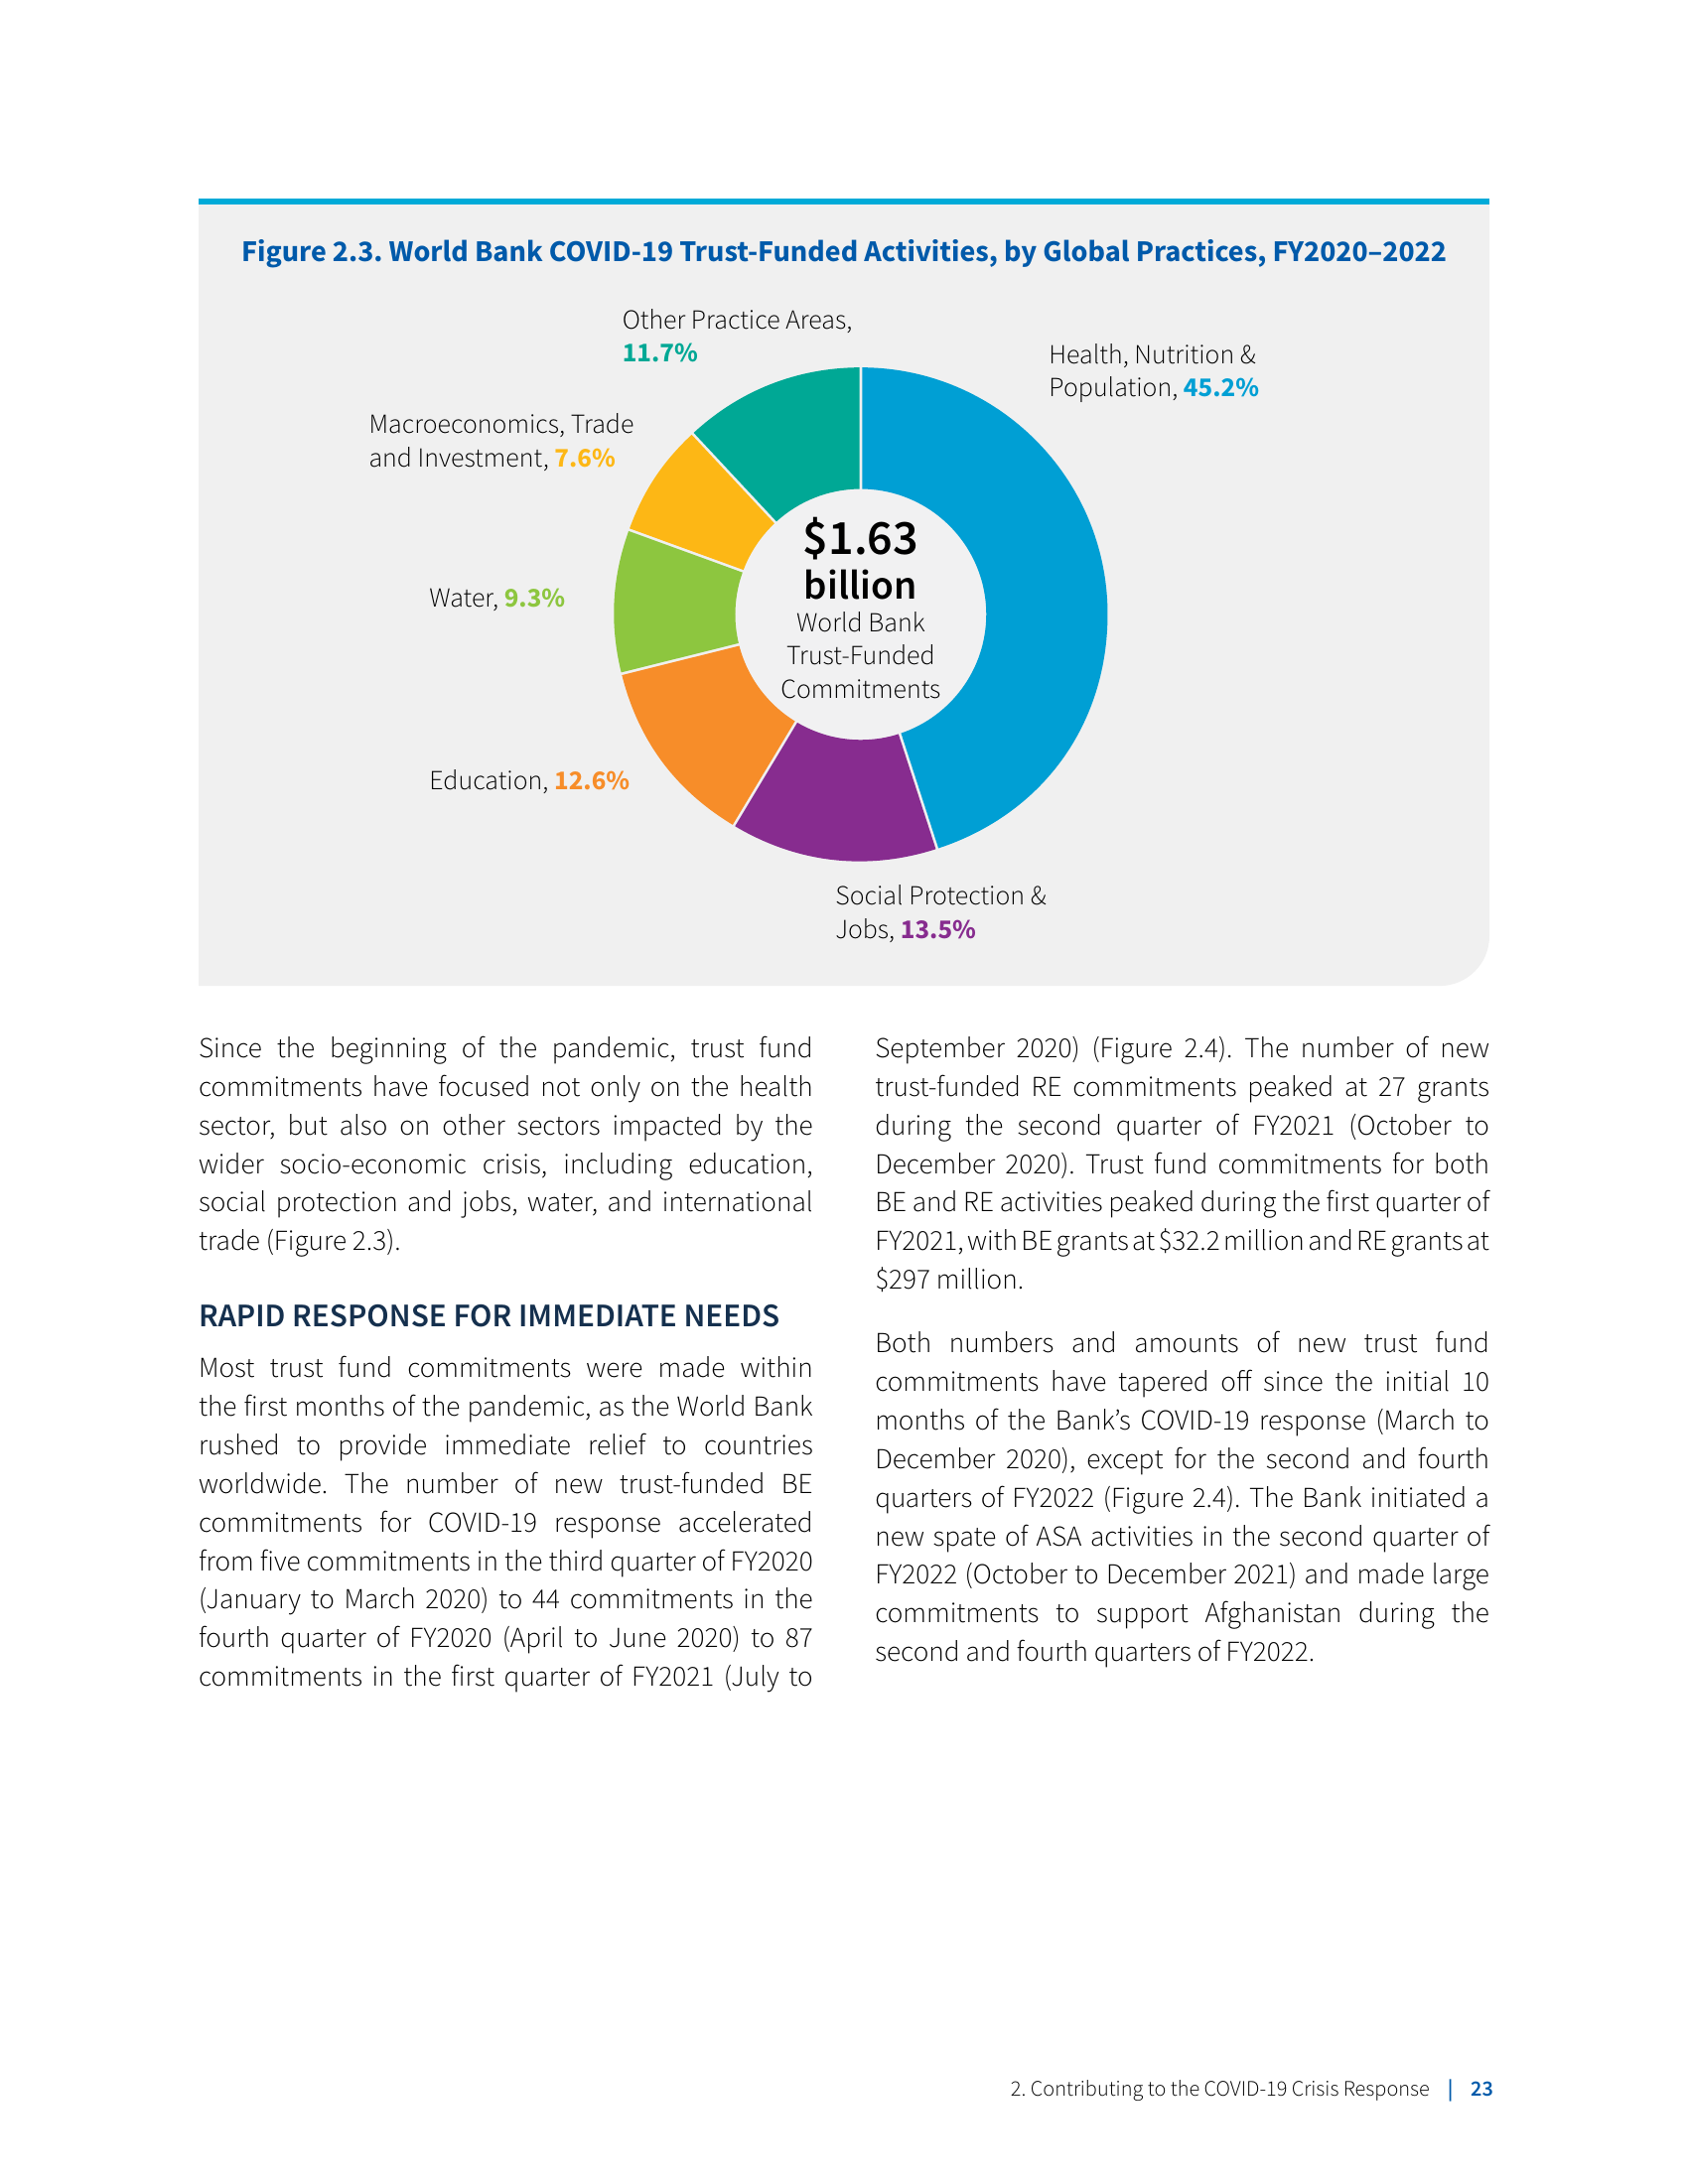 Figure 2.3. World Bank COVID-19 Trust-Funded Activities, by Global Practices, FY2020–2022
Other Practice Areas,
11.7%
Health, Nutrition &
Population, 45.2%
Macroeconomics, Trade
and Investment, 7.6%
$1.63
billion
World Bank
Trust-Funded
Commitments
Water, 9.3%
Education, 12.6%
Social Protection &
Jobs, 13.5%
Since the beginning of the pandemic, trust fund
commitments have focused not only on the health
sector, but also on other sectors impacted by the
wider socio-economic crisis, including education,
social protection and jobs, water, and international
trade (Figure 2.3).
RAPID RESPONSE FOR IMMEDIATE NEEDS
Most trust fund commitments were made within
the first months of the pandemic, as the World Bank
rushed to provide immediate relief to countries
worldwide. The number of new trust-funded BE
commitments for COVID-19 response accelerated
from five commitments in the third quarter of FY2020
(January to March 2020) to 44 commitments in the
fourth quarter of FY2020 (April to June 2020) to 87
commitments in the first quarter of FY2021 (July to
September 2020) (Figure 2.4). The number of new
trust-funded RE commitments peaked at 27 grants
during the second quarter of FY2021 (October to
December 2020). Trust fund commitments for both
BE and RE activities peaked during the first quarter of
FY2021, with BE grants at $32.2 million and RE grants at
$297 million.
Both numbers and amounts of new trust fund
commitments have tapered off since the initial 10
months of the Bank’s COVID-19 response (March to
December 2020), except for the second and fourth
quarters of FY2022 (Figure 2.4). The Bank initiated a
new spate of ASA activities in the second quarter of
FY2022 (October to December 2021) and made large
commitments to support Afghanistan during the
second and fourth quarters of FY2022.
2. Contributing to the COVID-19 Crisis Response | 23